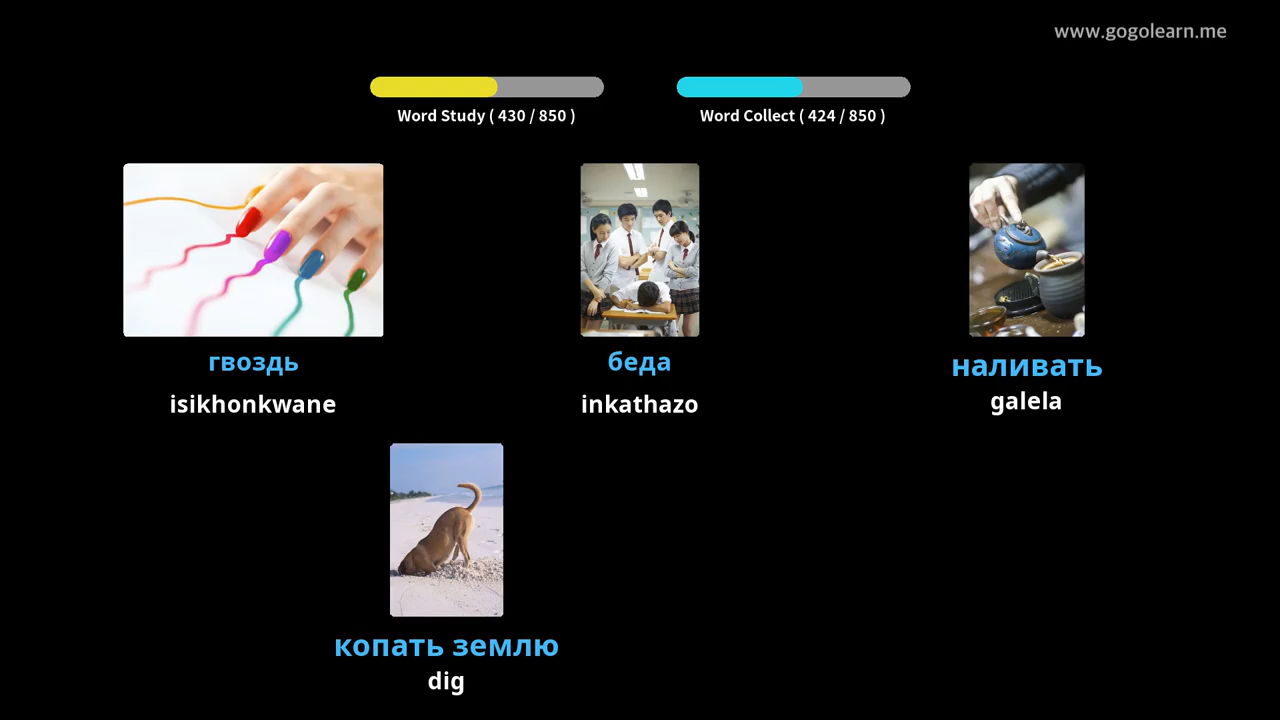 www.gogolearn.me
Word Study ( 430 / 850 )
Word Collect ( 424 / 850 )
гвоздь
isikhonkwane
беда
inkathazo
наливать
galela
копать землю
dig